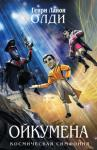 Генри Лайон
ОЛДИ
ОЙКУМЕНА
КОСМИЧЕСКАЯ СИМФОНИЯ